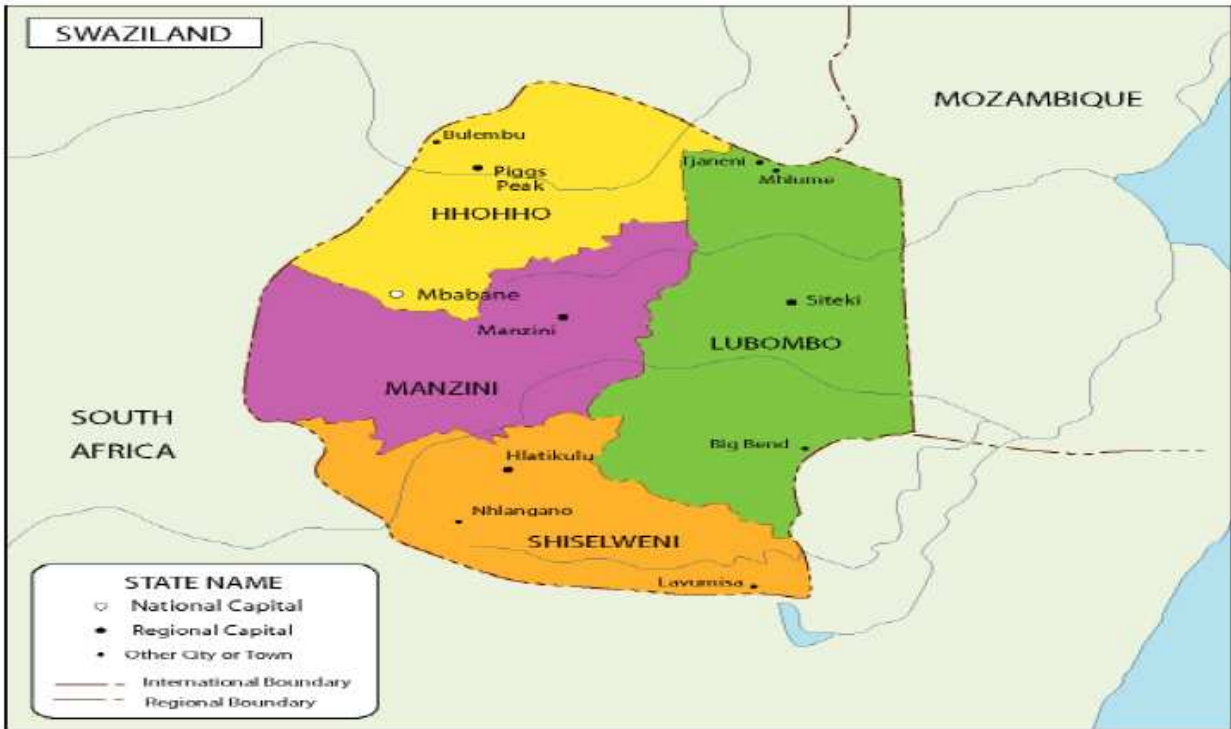 SWAZILAND
MOZAMBIQUE
Bulembu
Piggs
Peak
Tjaneni
Mhlume
HHOHHO
Mbabane
Siteki
Manzini
LUBOMBO
MANZINI
SOUTH
AFRICA
Big Bend
Hlatikulu
Nhlangano
SHISELWENI
Lavumisa
STATE NAME
National Capital
Regional Capital
Other City or Town
International Boundary
Regional Boundary